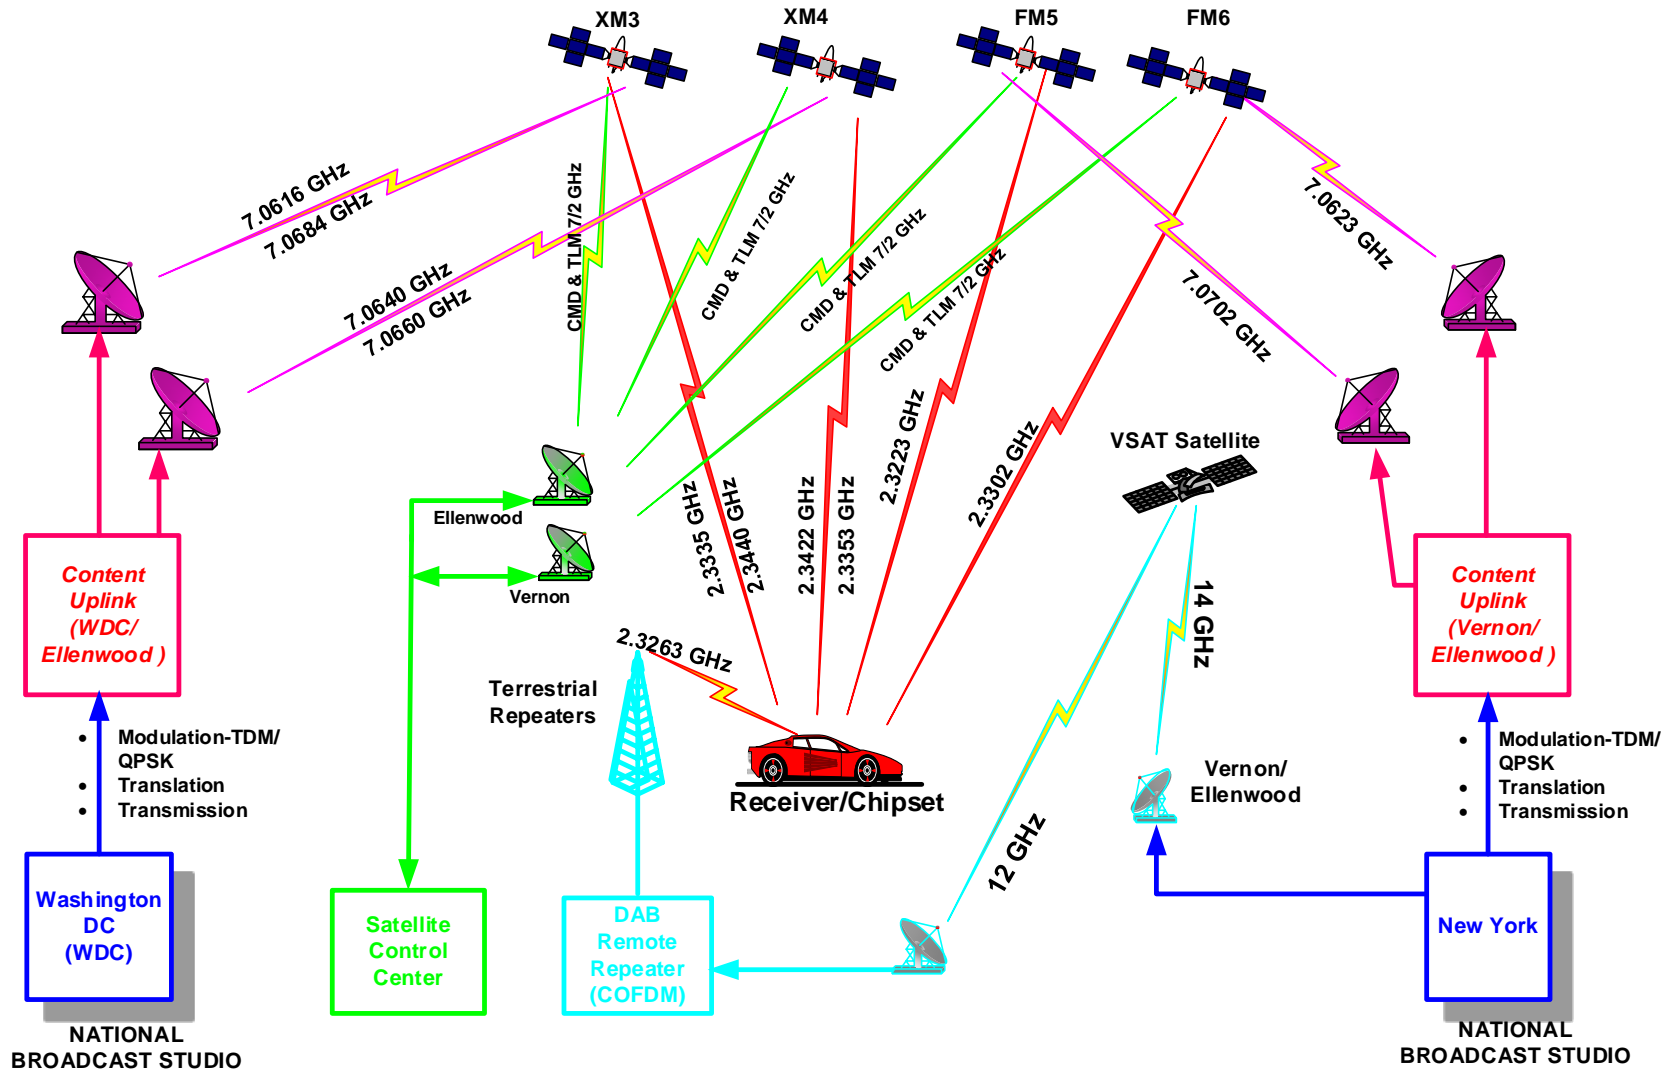 XM3
XM4
FM5
FM6
7.0616 GHz
7.0684 GHz
7.0640 GHz
7.0660 GHz
CMD & TLM 7/2 GHz
CMD & TLM 7/2 GHz
CMD & TLM 7/2 GHz
CMD & TLM 7/2 GHz
7.0623 GHz
7.0702 GHz
2.3335 GHz
2.3440 GHz
2.3422 GHz
2.3353 GHz
2.3223 GHz
2.3302 GHz
VSAT Satellite
Ellenwood
Vernon
Content
Uplink
(WDC/
Ellenwood )
Content
Uplink
(Vernon/
Ellenwood )
14 GHz
2.3263 GHz
Terrestrial
Repeaters
• Modulation-TDM/
QPSK
• Translation
• Transmission
Receiver/Chipset
Vernon/
Ellenwood
• Modulation-TDM/
QPSK
• Translation
• Transmission
12 GHz
Washington
DC
(WDC)
Satellite
Control
Center
DAB
Remote
Repeater
(COFDM)
New York
NATIONAL
BROADCAST STUDIO
NATIONAL
BROADCAST STUDIO